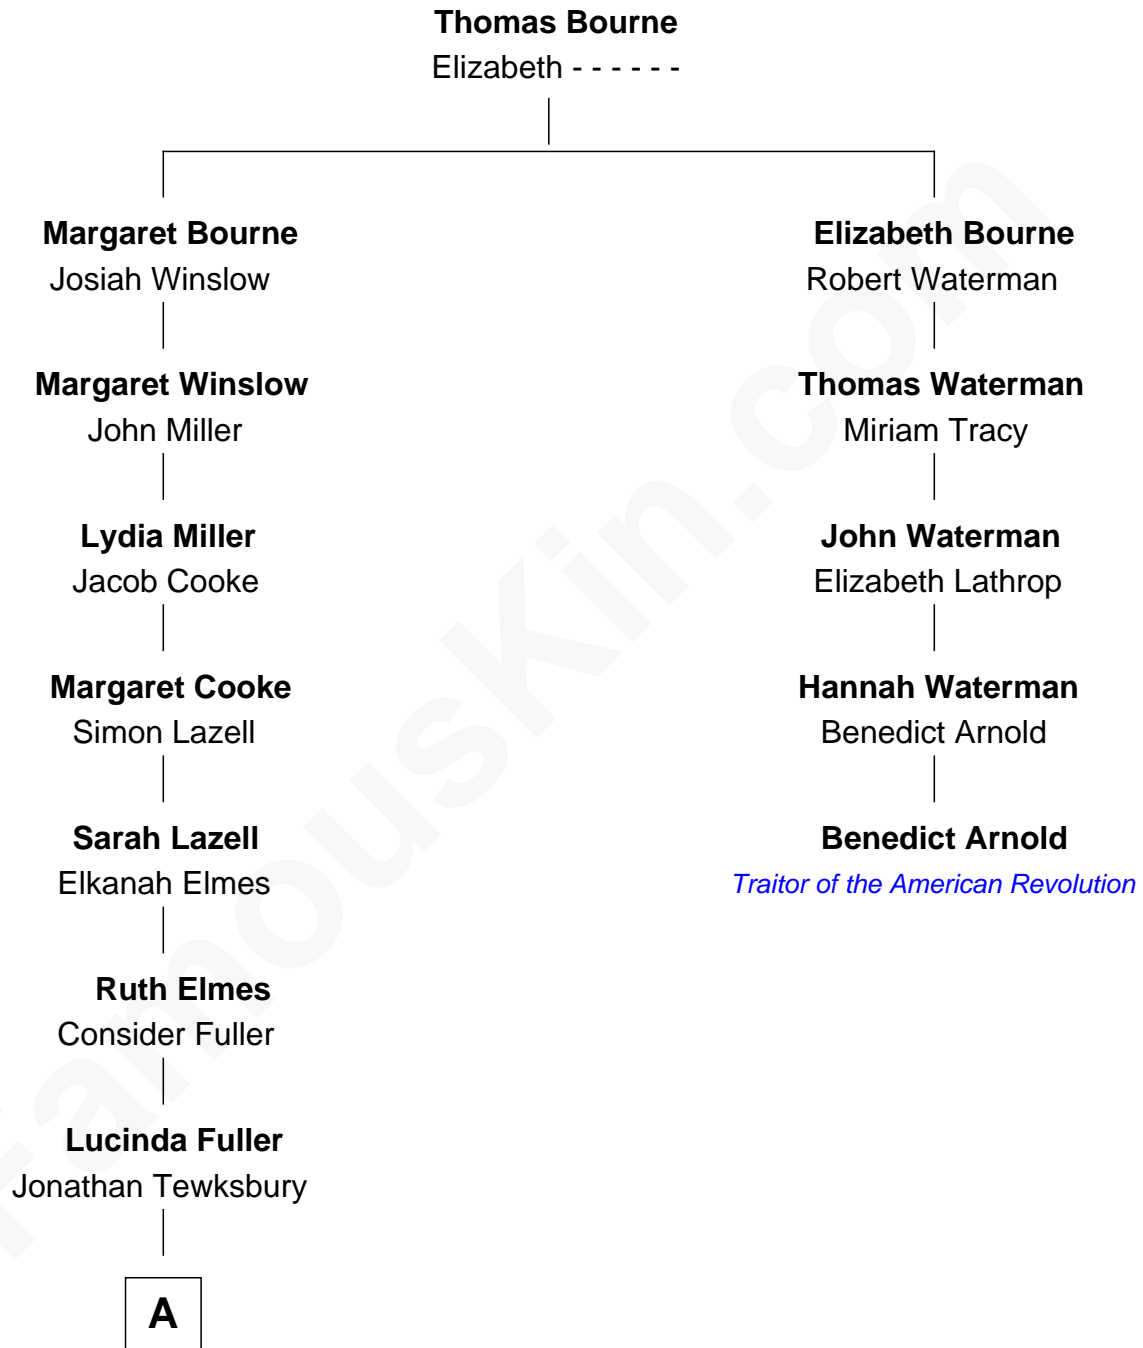 Thomas Bourne
Elizabeth - - - - - -
Margaret Bourne
Josiah Winslow
Elizabeth Bourne
Robert Waterman
Margaret Winslow
John Miller
Thomas Waterman
Miriam Tracy
Lydia Miller
Jacob Cooke
John Waterman
Elizabeth Lathrop
Margaret Cooke
Simon Lazell
Hannah Waterman
Benedict Arnold
Sarah Lazell
Elkanah Elmes
Benedict Arnold
Traitor of the American Revolution
Ruth Elmes
Consider Fuller
Lucinda Fuller
Jonathan Tewksbury
A
FamousKin.com